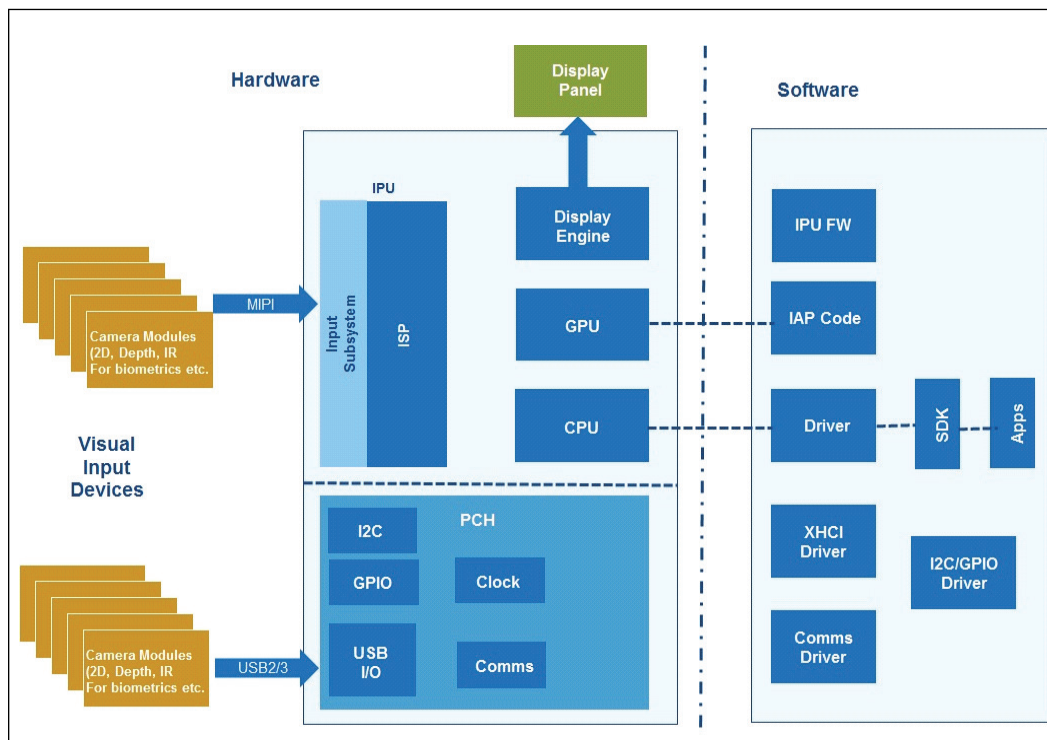 Hardware
Display
Panel
Software
IPU
Input
Subsystem
ISP
Display
Engine
GPU
CPU
IPU FW
IAP Code
Driver
SDK
Apps
MIPI
Camera Modules
(2D, Depth, IR
For biometrics etc.
Visual
Input
Devices
PCH
I2C
GPIO
Clock
USB
I/O
Comms
XHCI
Driver
I2C/GPIO
Driver
Comms
Driver
USB2/3
Camera Modules
(2D, Depth, IR
For biometrics etc.